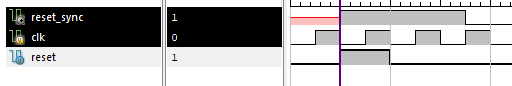 reset_sync 1
clk 0
reset 1